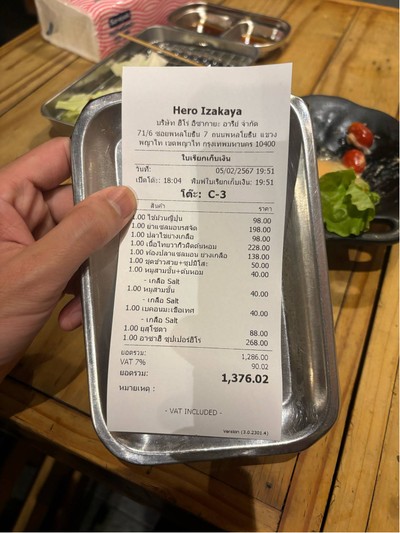 Hero Izakaya
บริษัท ฮีโร่ อิซากายะ อารีย์ จำกัด
71/6 ซอยพหลโยธิน 7 ถนนพหลโยธิน แขวง
พญาไท เขตพญาไท กรุงเทพมหานคร 10400
ใบเรียกเก็บเงิน
วันที่: 05/02/2567 19:51
เปิดโต๊ะ: 18:04 พิมพ์ใบเรียกเก็บเงิน: 19:51
โต๊ะ: C-3
สินค้า ราคา
1.00 ไข่ม้วนญี่ปุ่น 98.00
1.00 ยำแซลมอนรสจัด 198.00
1.00 ปลาไข่ย่างเกลือ 98.00
1.00 เนื้อไทยวากิวผัดต้นหอม 228.00
1.00 ท้องปลาแซลมอน ย่างเกลือ 138.00
1.00 ชุดข้าวสวย+ซุปมิโสะ 50.00
1.00 หมูสามชั้น+ต้นหอม 40.00
- เกลือ Salt
1.00 หมูสามชั้น 40.00
- เกลือ Salt
1.00 เบคอนมะเขือเทศ 40.00
- เกลือ Salt
1.00 ยุสุโซดา 88.00
1.00 อาซาฮี ซุปเปอร์ฮีโร่ 268.00
ยอดรวม: 1,286.00
VAT 7% 90.02
ยอดรวม: 1,376.02
หมายเหตุ :
- VAT INCLUDED -
Version (3.0.2301.4)